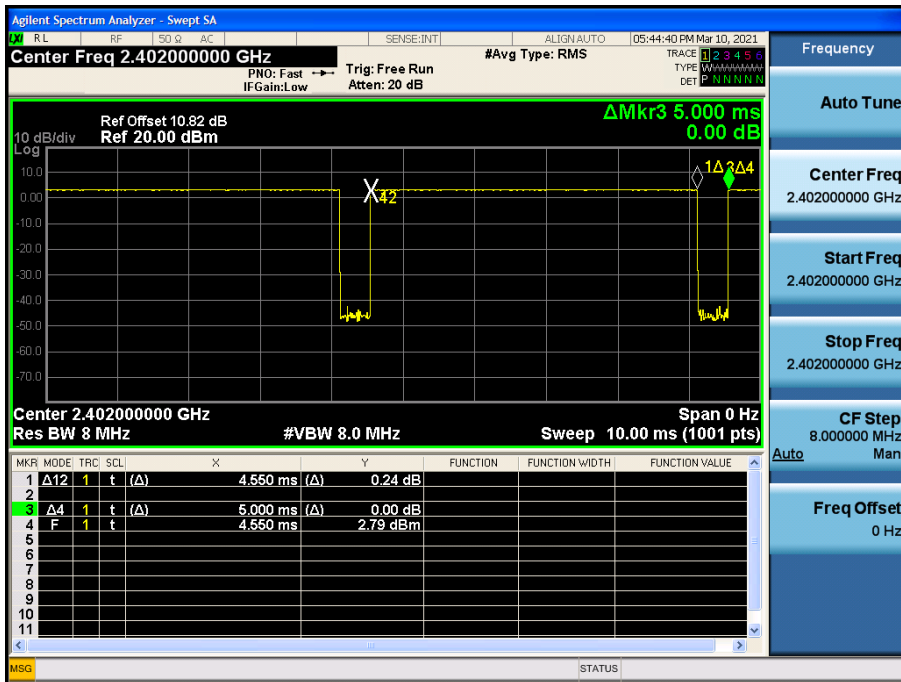 Agilent Spectrum Analyzer - Swept SA
LXI RL RF 50 Ω AC SENSE:INT ALIGN AUTO 05:44:40 PM Mar 10, 2021
Center Freq 2.402000000 GHz
#Avg Type: RMS
TRACE 1 2 3 4 5 6
TYPE WWWWWW
DET P N N N N N
PNO: Fast
IFGain:Low
Trig: Free Run
Atten: 20 dB
ΔMkr3 5.000 ms
0.00 dB
Ref Offset 10.82 dB
10 dB/div Ref 20.00 dBm
Log
10.0
0.00
-10.0
-20.0
-30.0
-40.0
-50.0
-60.0
-70.0
42
1Δ 3Δ4
Center 2.402000000 GHz Span 0 Hz
Res BW 8 MHz #VBW 8.0 MHz Sweep 10.00 ms (1001 pts)
MKR MODE TRC SCL X Y FUNCTION FUNCTION WIDTH FUNCTION VALUE
1 Δ12 1 t (Δ) 4.550 ms (Δ) 0.24 dB
2
3 Δ4 1 t (Δ) 5.000 ms (Δ) 0.00 dB
4 F 1 t 4.550 ms 2.79 dBm
5
6
7
8
9
10
11
MSG STATUS
Frequency
Auto Tune
Center Freq
2.402000000 GHz
Start Freq
2.402000000 GHz
Stop Freq
2.402000000 GHz
CF Step
8.000000 MHz
Auto Man
Freq Offset
0 Hz